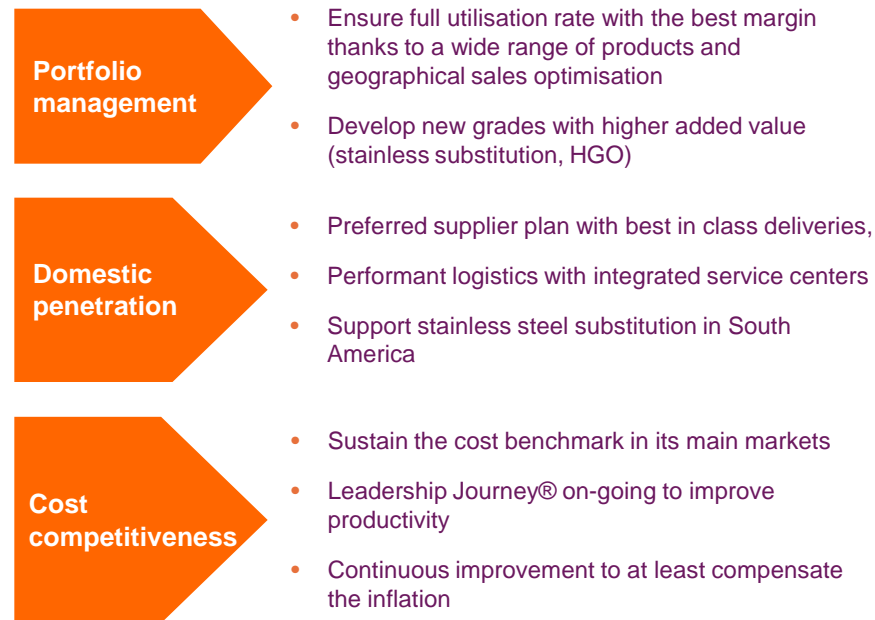 Portfolio
management
• Ensure full utilisation rate with the best margin
thanks to a wide range of products and
geographical sales optimisation
• Develop new grades with higher added value
(stainless substitution, HGO)
Domestic
penetration
• Preferred supplier plan with best in class deliveries,
• Performant logistics with integrated service centers
• Support stainless steel substitution in South
America
Cost
competitiveness
• Sustain the cost benchmark in its main markets
• Leadership Journey® on-going to improve
productivity
• Continuous improvement to at least compensate
the inflation